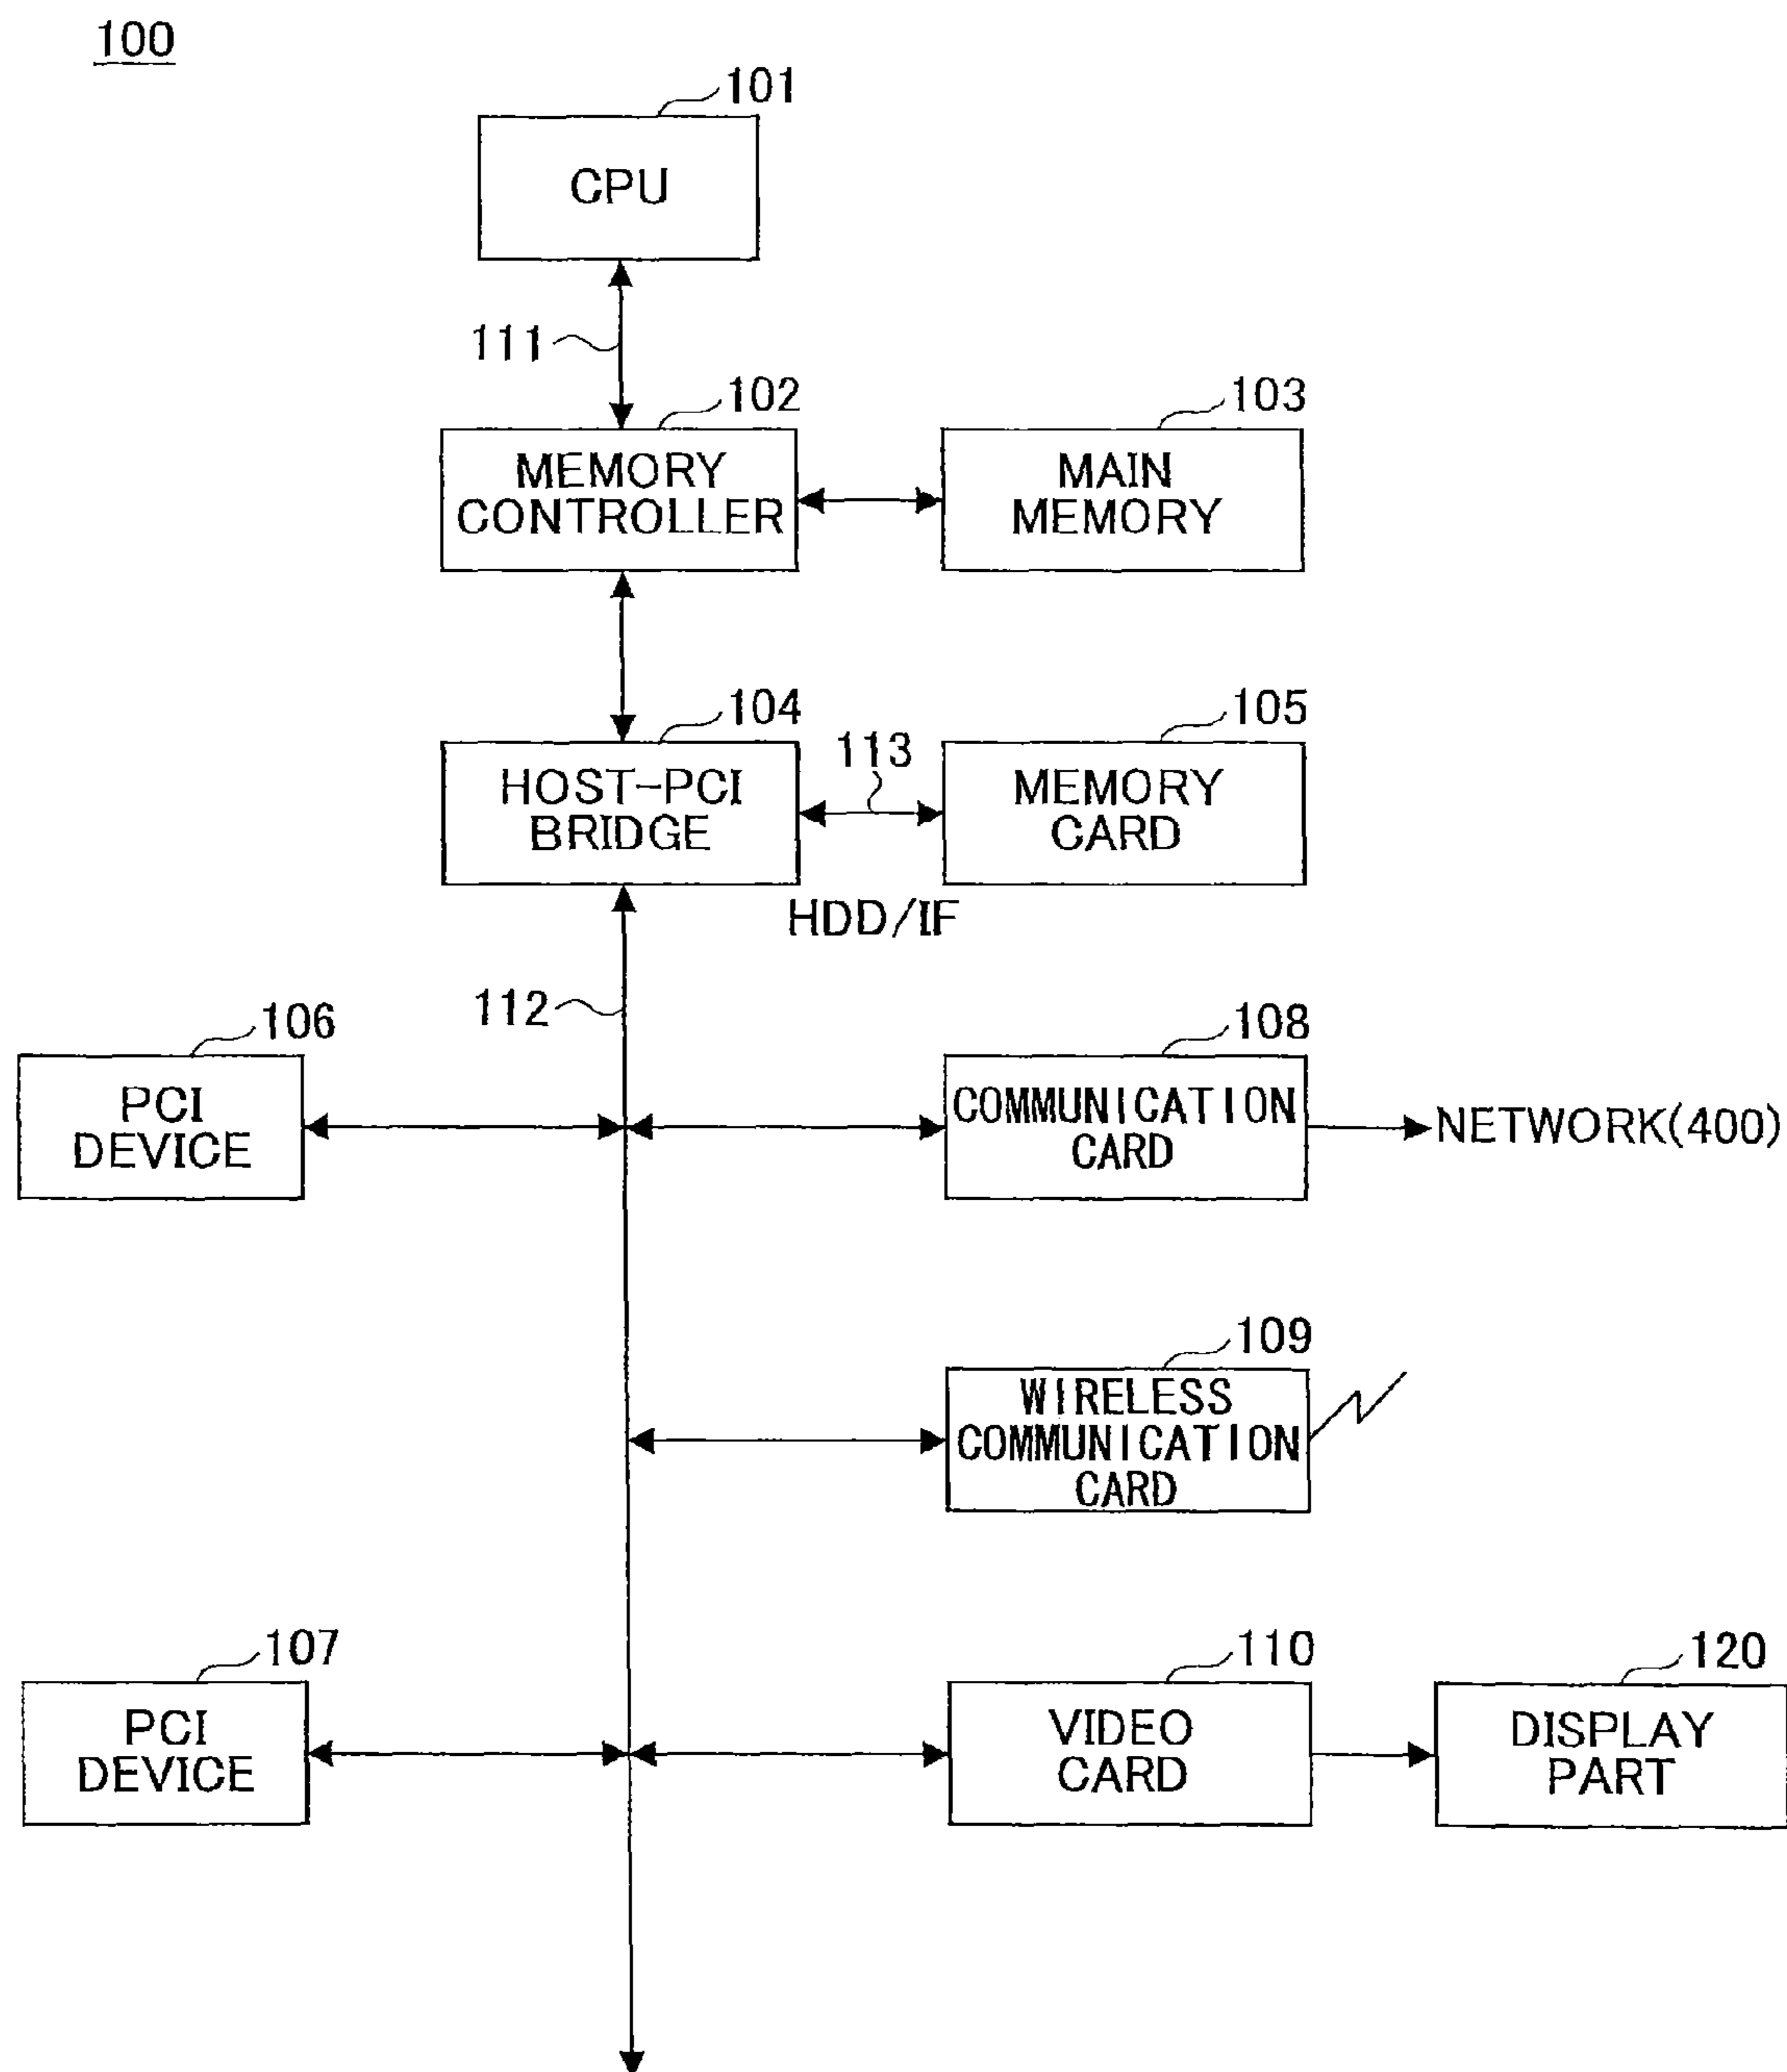 100
101
CPU
111
102
103
MEMORY
CONTROLLER
MAIN
MEMORY
104
113
105
HOST-PCI
BRIDGE
MEMORY
CARD
HDD/IF
112
106
108
PCI
DEVICE
COMMUNICATION
CARD
NETWORK(400)
109
WIRELESS
COMMUNICATION
CARD
107
110
120
PCI
DEVICE
VIDEO
CARD
DISPLAY
PART